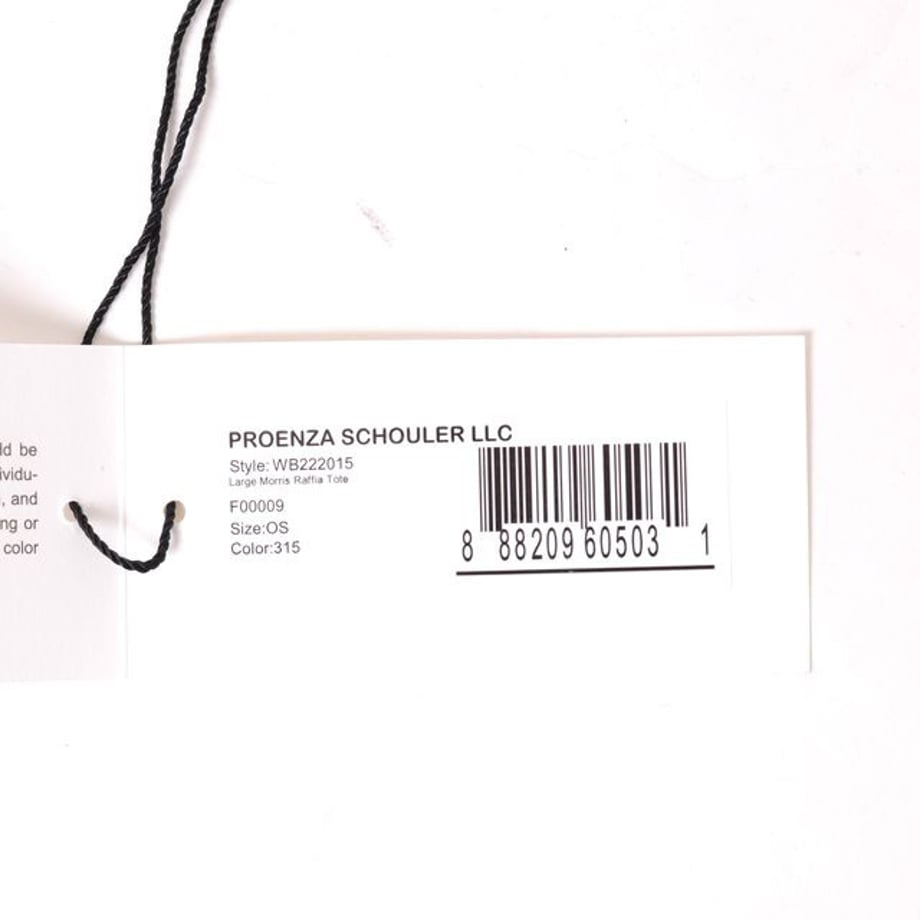 ld be
ividu-
, and
ng or
color
PROENZA SCHOULER LLC
Style: WB222015
Large Morris Raffia Tote
F00009
Size:OS
Color:315
8 88209 60503 1